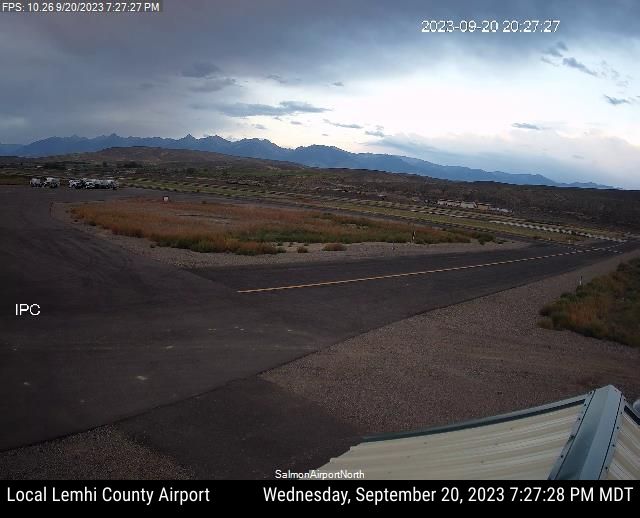 FPS: 10.26 9/20/2023 7:27:27 PM
2023-09-20 20:27:27
IPC
SalmonAirportNorth
Local Lemhi County Airport Wednesday, September 20, 2023 7:27:28 PM MDT